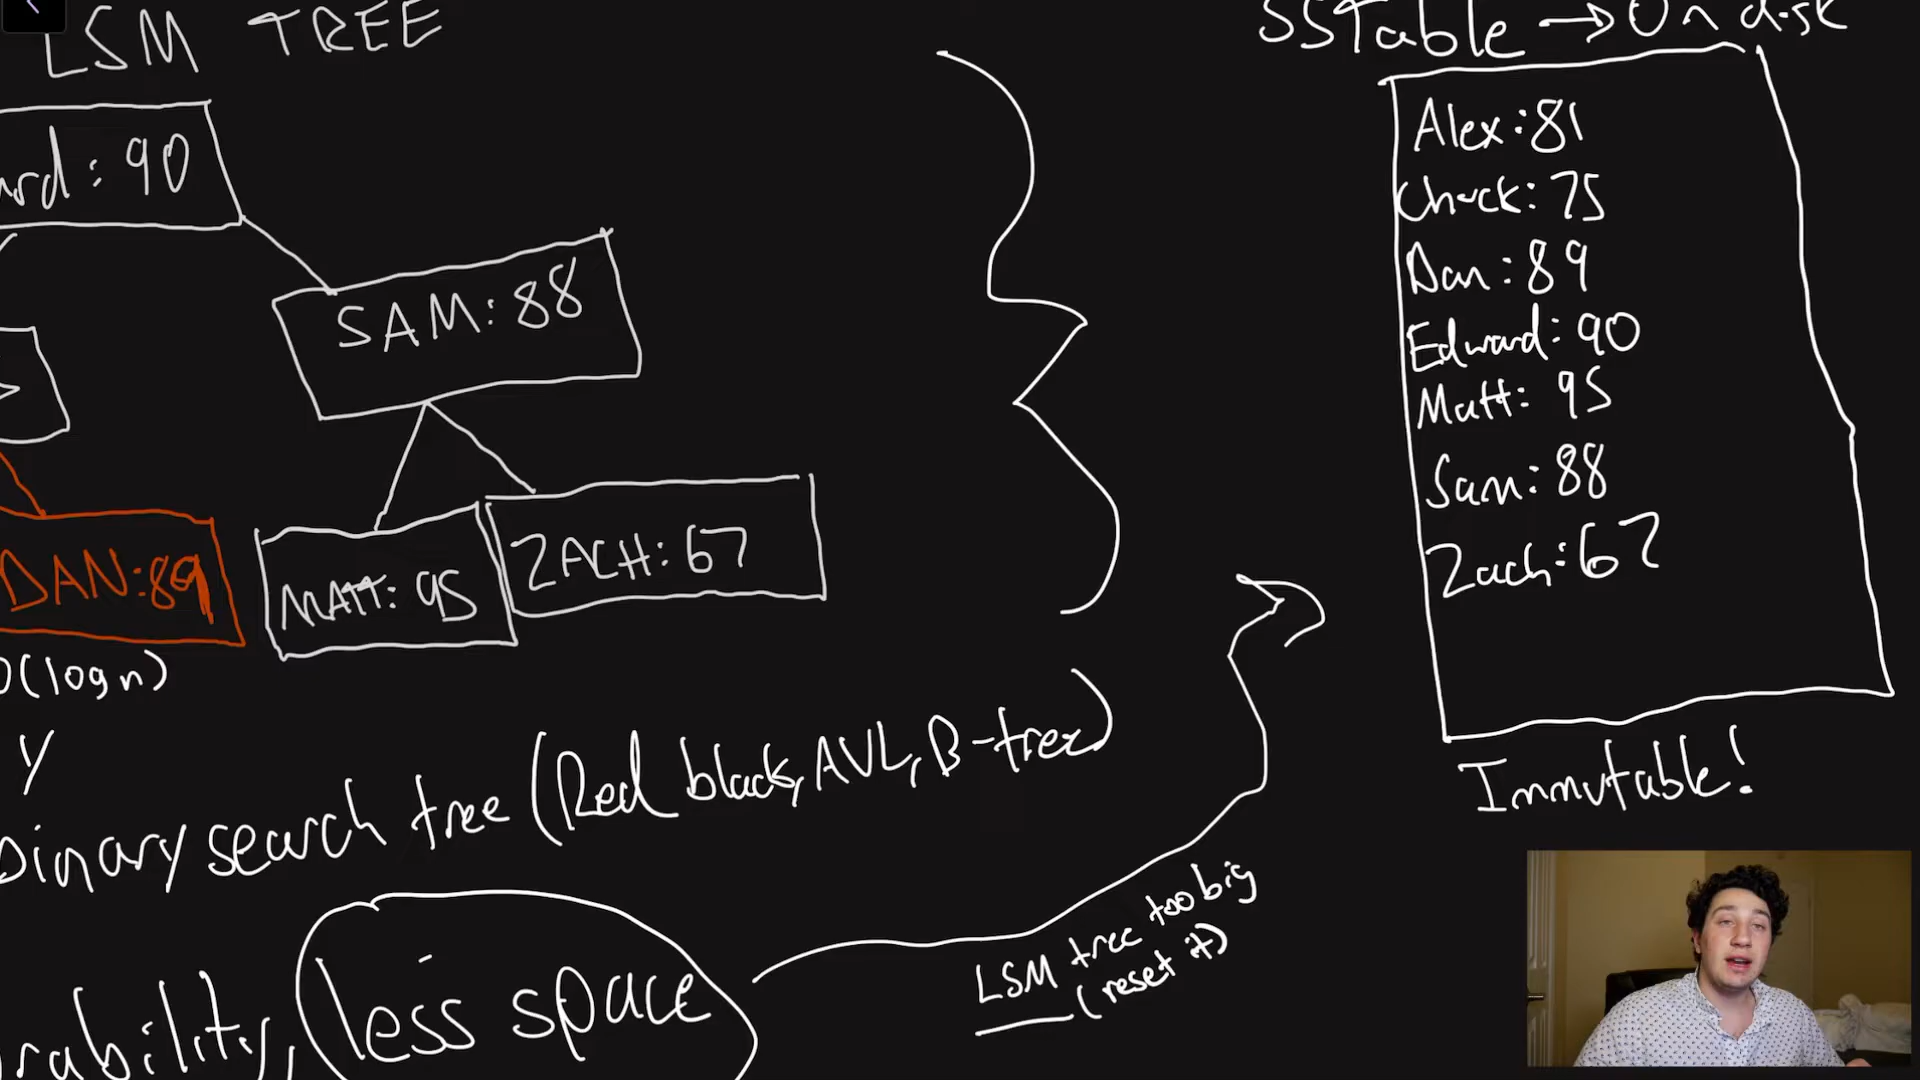 LSM TREE
SSTable → On disk
ard: 90
SAM: 88
DAN:89
MATT: 95
ZACH: 67
O(log n)
y
binary search tree (Red black, AVL, B-tree)
rability, less space
LSM tree too big
(reset it)
Alex: 81
Chuck: 75
Dan: 89
Edward: 90
Matt: 95
Sam: 88
Zach: 67
Immutable!